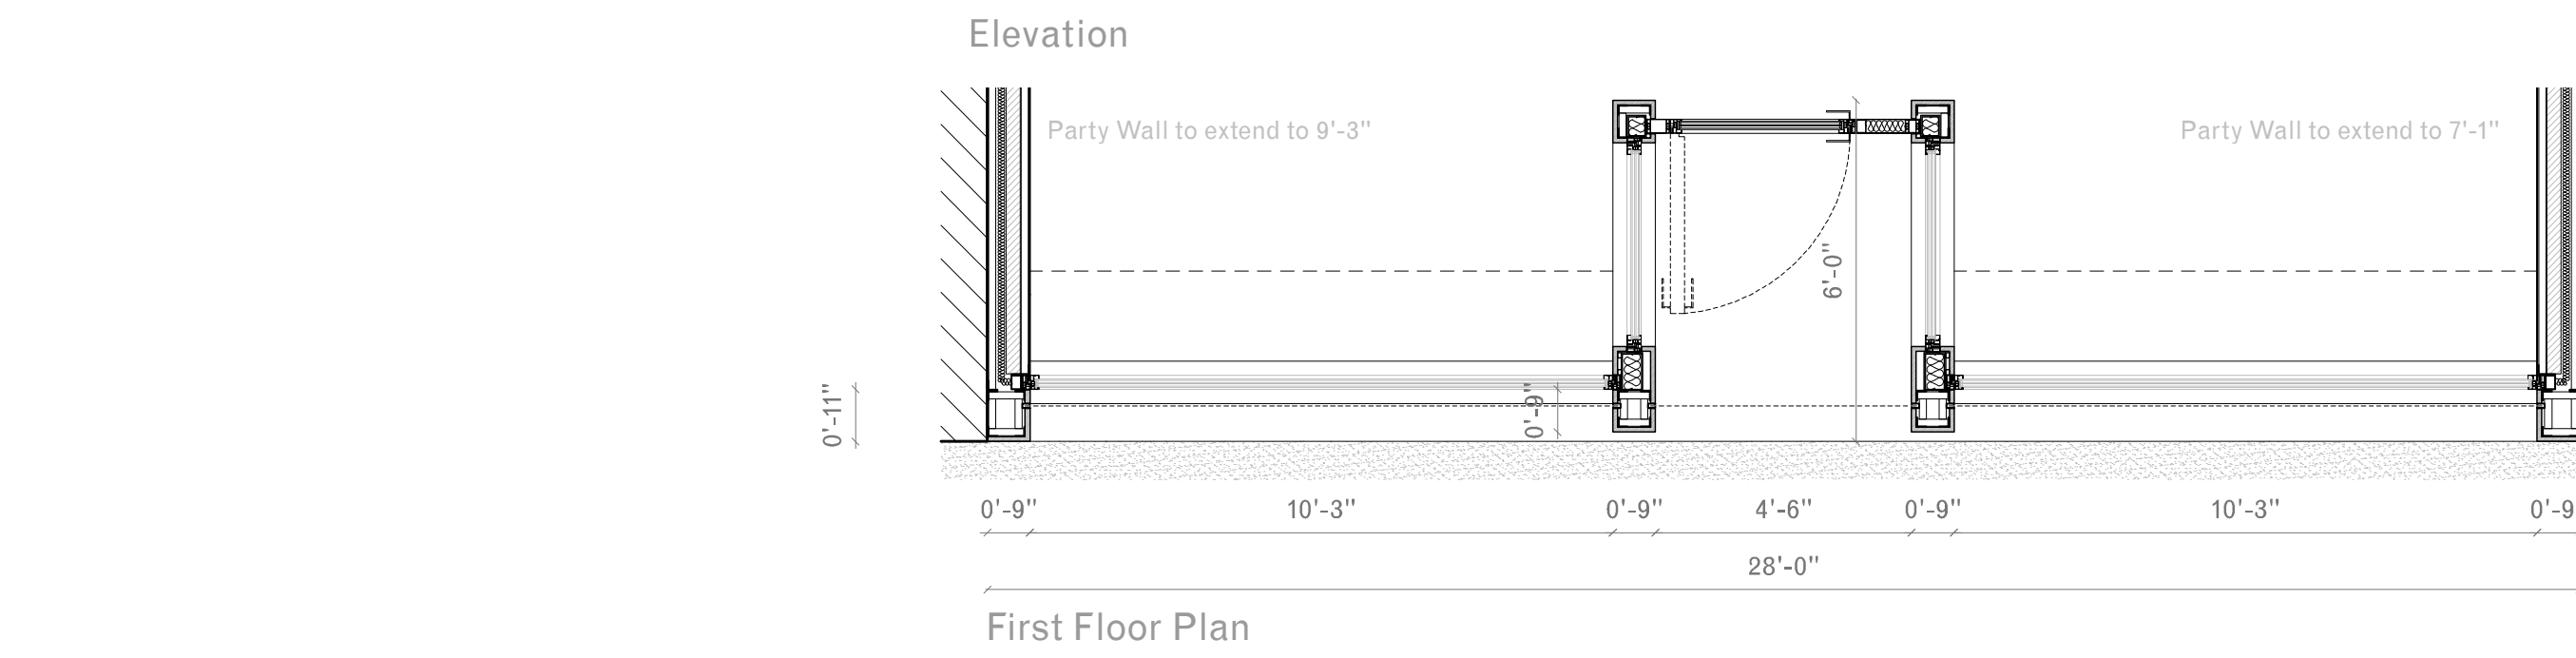 Elevation
Party Wall to extend to 9'-3"
Party Wall to extend to 7'-1"
6'-0"
0'-11"
0'-9"
0'-9" 10'-3" 0'-9" 4'-6" 0'-9" 10'-3" 0'-9
28'-0"
First Floor Plan